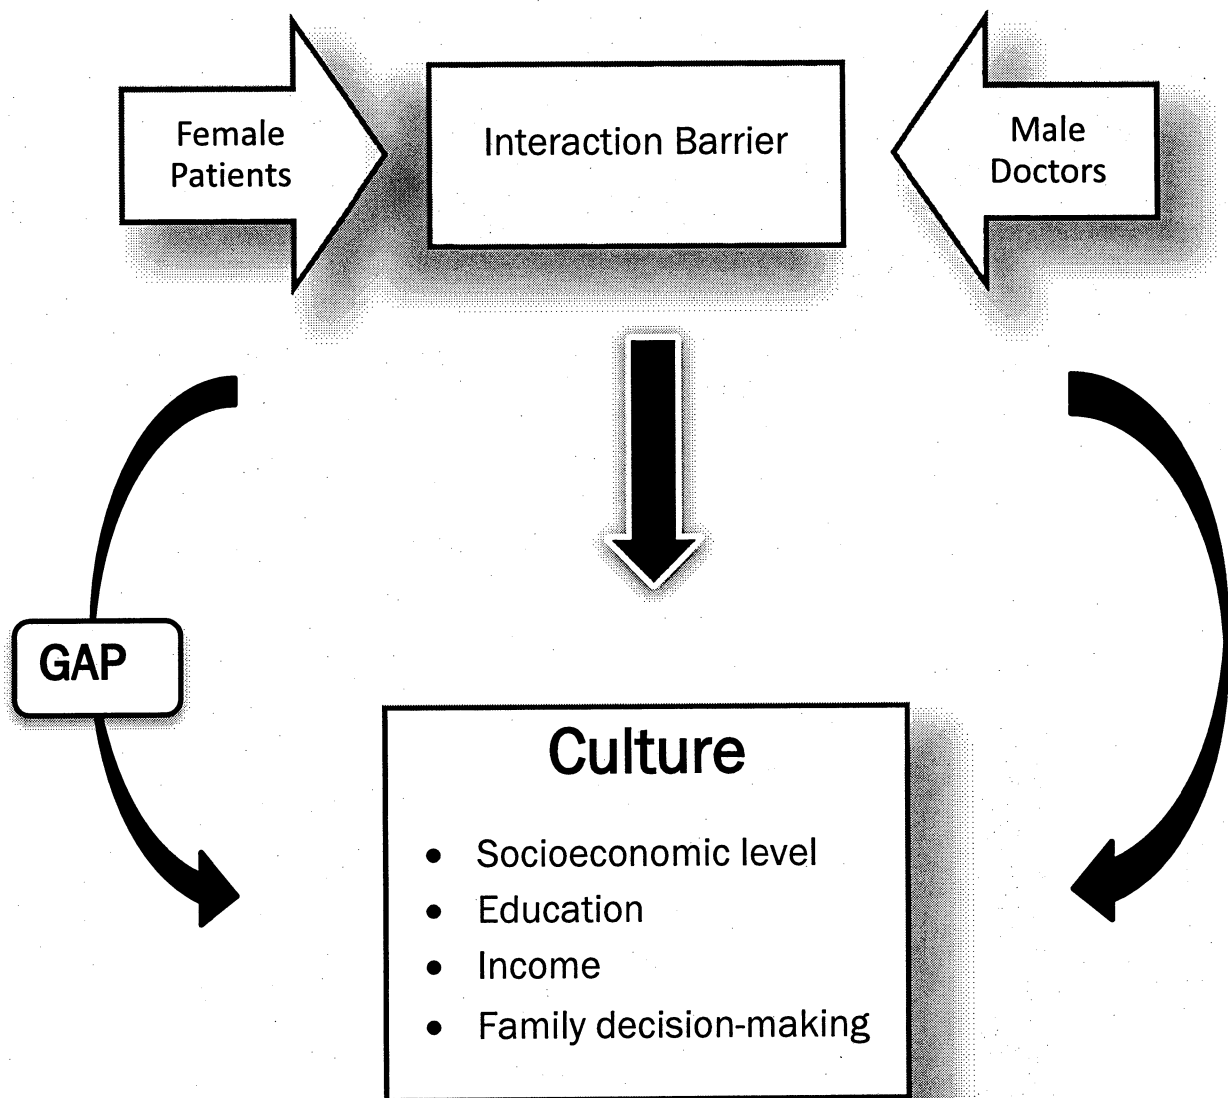 Female
Patients
Interaction Barrier
Male
Doctors
GAP
Culture
• Socioeconomic level
• Education
• Income
• Family decision-making